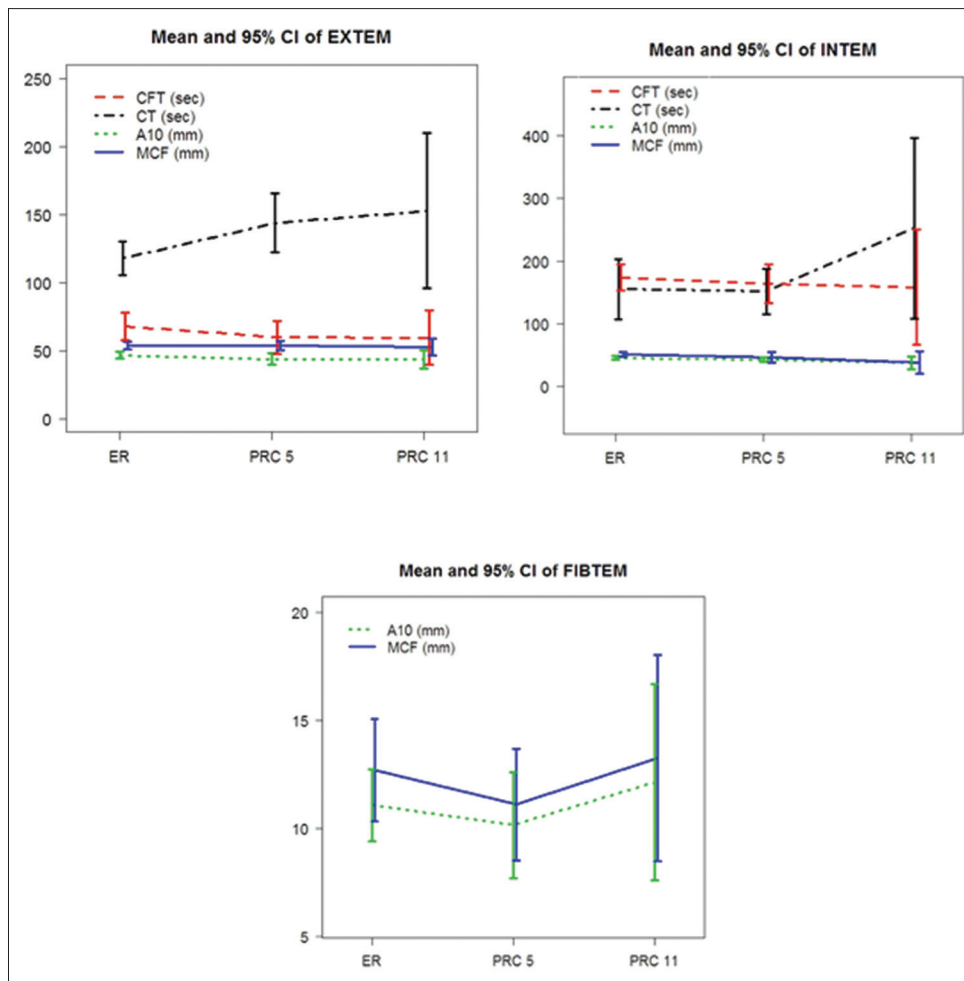 Mean and 95% CI of EXTEM
250
200
150
100
50
0
CFT (sec)
CT (sec)
A10 (mm)
MCF (mm)
ER
PRC 5
PRC 11
Mean and 95% CI of INTEM
400
300
200
100
0
CFT (sec)
CT (sec)
A10 (mm)
MCF (mm)
ER
PRC 5
PRC 11
Mean and 95% CI of FIBTEM
20
15
10
5
A10 (mm)
MCF (mm)
ER
PRC 5
PRC 11